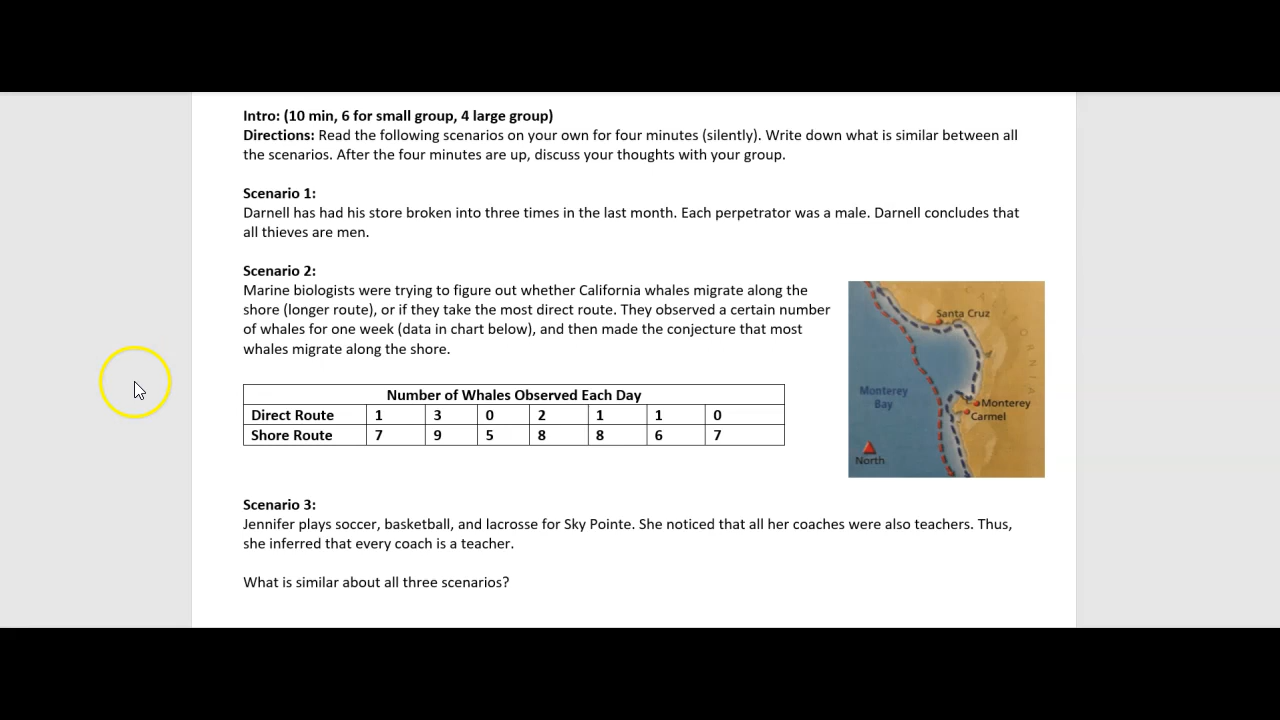 Intro: (10 min, 6 for small group, 4 large group)
Directions: Read the following scenarios on your own for four minutes (silently). Write down what is similar between all
the scenarios. After the four minutes are up, discuss your thoughts with your group.
Scenario 1:
Darnell has had his store broken into three times in the last month. Each perpetrator was a male. Darnell concludes that
all thieves are men.
Scenario 2:
Marine biologists were trying to figure out whether California whales migrate along the
shore (longer route), or if they take the most direct route. They observed a certain number
of whales for one week (data in chart below), and then made the conjecture that most
whales migrate along the shore.
Number of Whales Observed Each Day
Direct Route 1 3 0 2 1 1 0
Shore Route 7 9 5 8 8 6 7
Santa Cruz
Monterey
Bay
Monterey
Carmel
North
Scenario 3:
Jennifer plays soccer, basketball, and lacrosse for Sky Pointe. She noticed that all her coaches were also teachers. Thus,
she inferred that every coach is a teacher.
What is similar about all three scenarios?